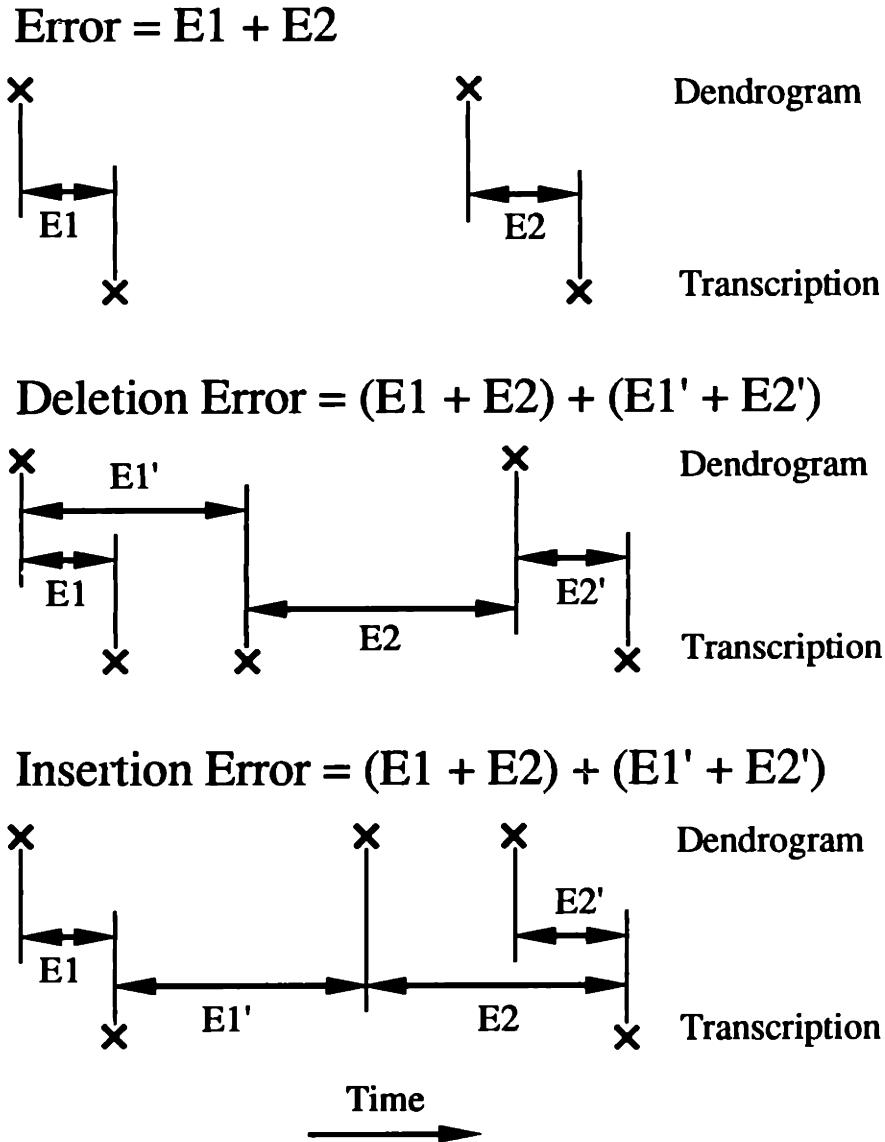 Error = E1 + E2
Dendrogram
E1
E2
Transcription
Deletion Error = (E1 + E2) + (E1' + E2')
Dendrogram
E1'
E1
E2'
E2
Transcription
Insertion Error = (E1 + E2) + (E1' + E2')
Dendrogram
E2'
E1
E1'
E2
Transcription
Time